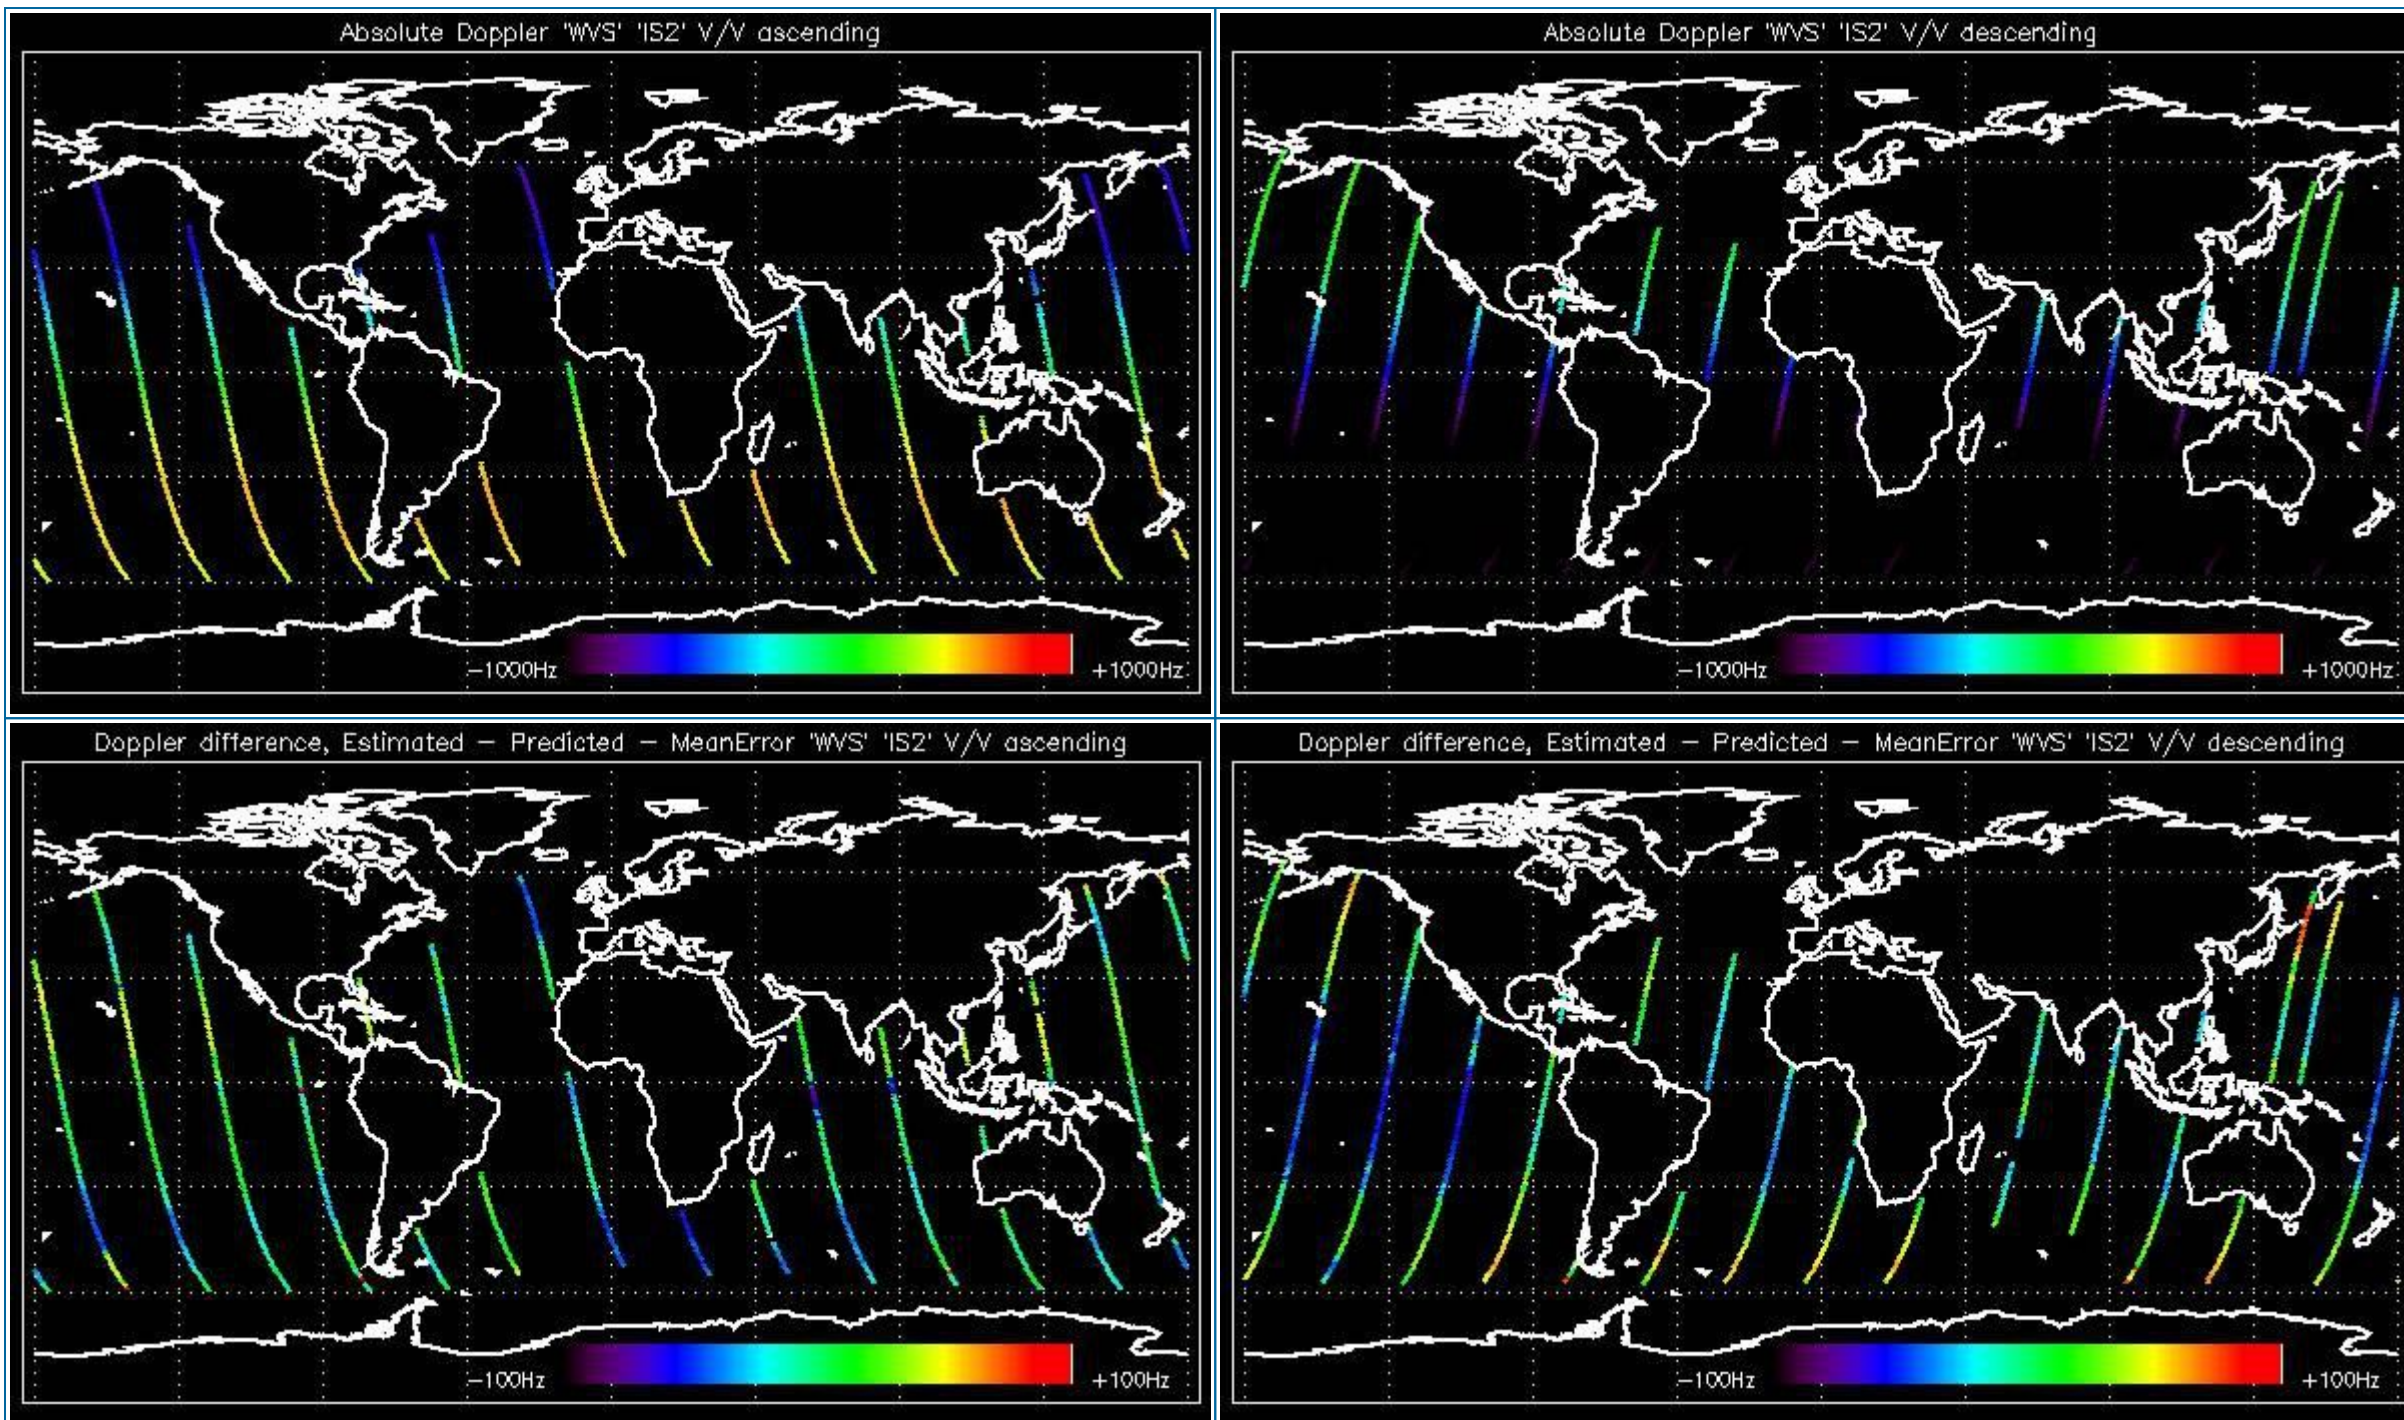 Absolute Doppler 'WVS' 'IS2' V/V ascending
-1000Hz
+1000Hz
Absolute Doppler 'WVS' 'IS2' V/V descending
-1000Hz
+1000Hz
Doppler difference, Estimated - Predicted - MeanError 'WVS' 'IS2' V/V ascending
-100Hz
+100Hz
Doppler difference, Estimated - Predicted - MeanError 'WVS' 'IS2' V/V descending
-100Hz
+100Hz